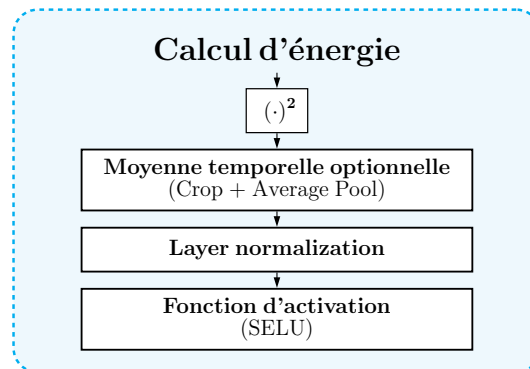 Calcul d'énergie
(·)²
Moyenne temporelle optionnelle
(Crop + Average Pool)
Layer normalization
Fonction d'activation
(SELU)